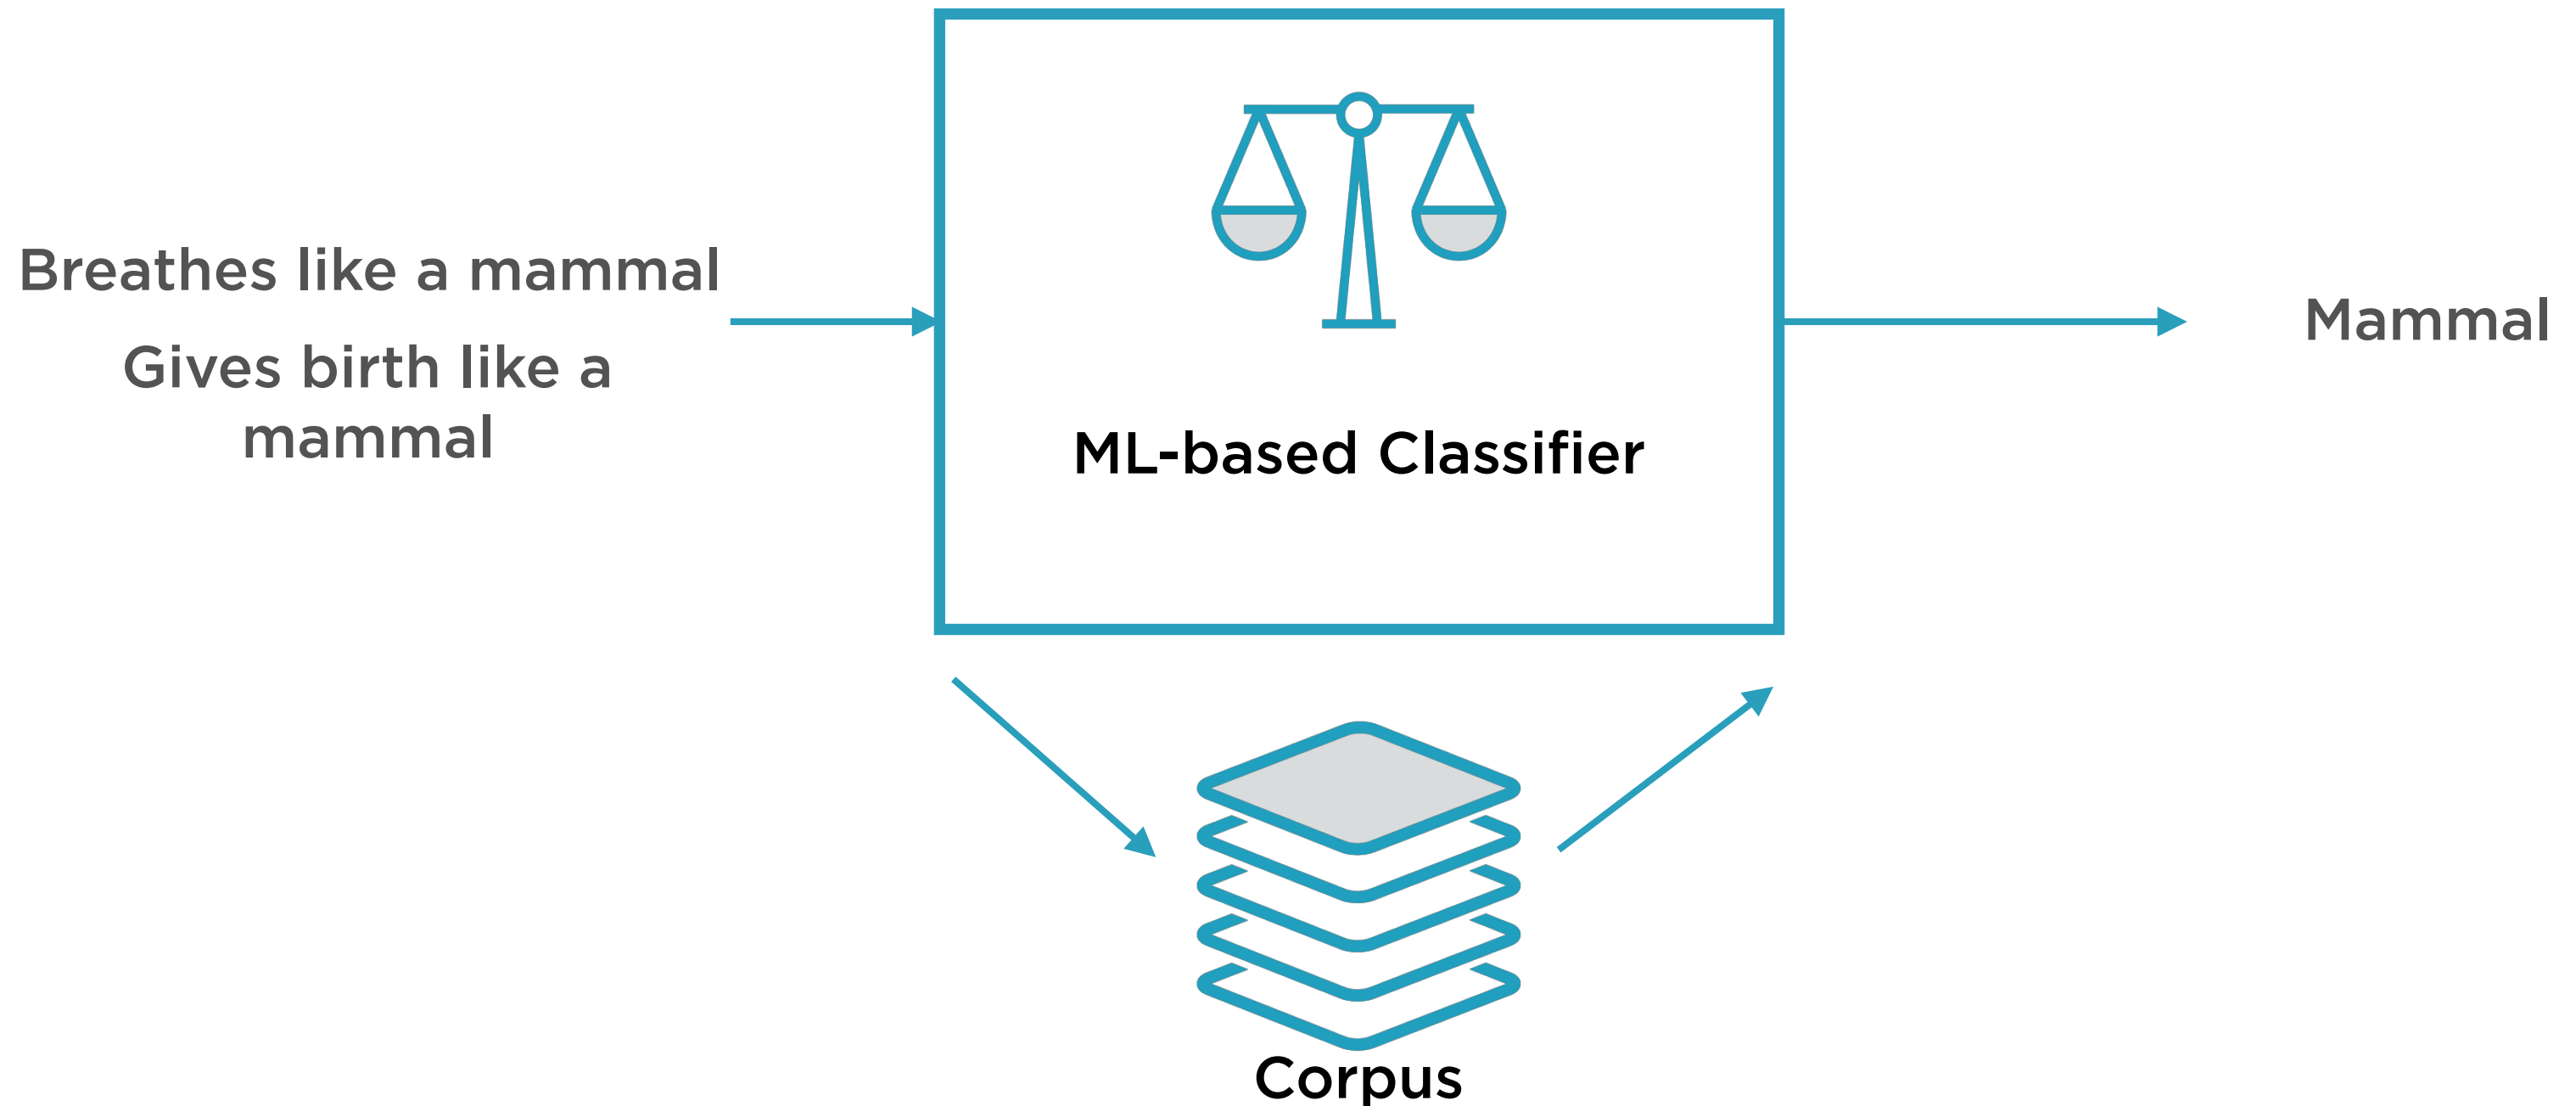 Breathes like a mammal
Gives birth like a
mammal
ML-based Classifier
Mammal
Corpus